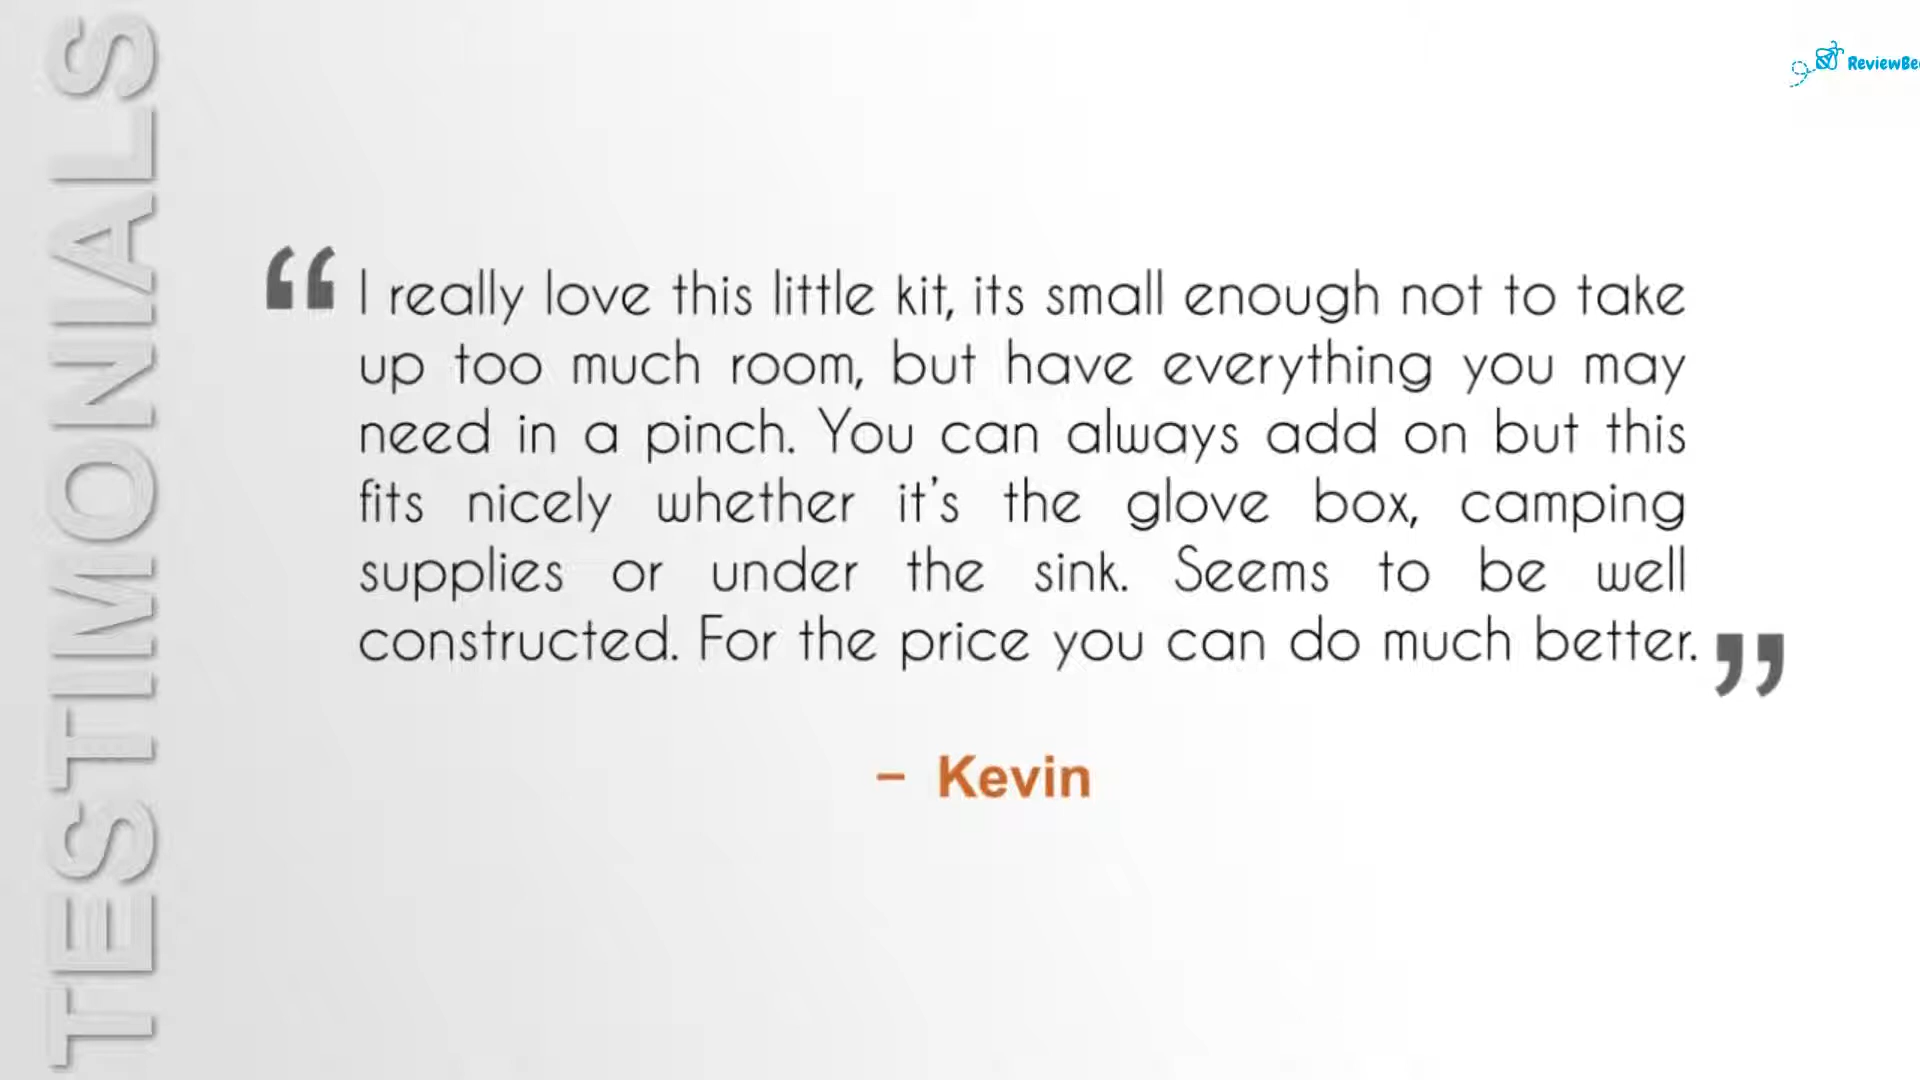 TESTIMONIALS
ReviewBee
“ I really love this little kit, its small enough not to take
up too much room, but have everything you may
need in a pinch. You can always add on but this
fits nicely whether it's the glove box, camping
supplies or under the sink. Seems to be well
constructed. For the price you can do much better. ”
– Kevin